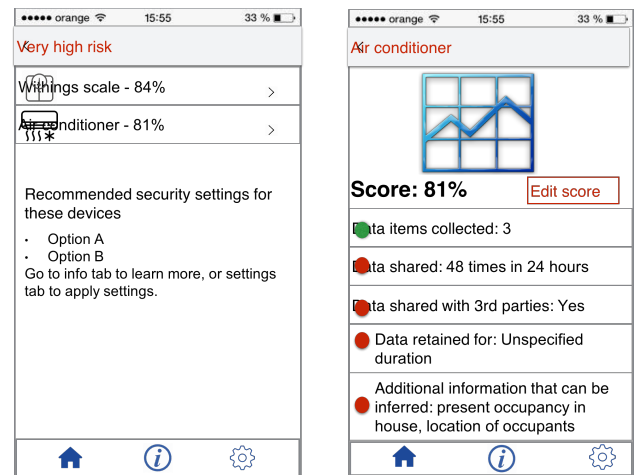 orange 15:55 33 %
Very high risk
Withings scale - 84%
Air conditioner - 81%
Recommended security settings for
these devices
• Option A
• Option B
Go to info tab to learn more, or settings
tab to apply settings.
i
orange 15:55 33 %
Air conditioner
Score: 81%
Edit score
Data items collected: 3
Data shared: 48 times in 24 hours
Data shared with 3rd parties: Yes
Data retained for: Unspecified
duration
Additional information that can be
inferred: present occupancy in
house, location of occupants
i